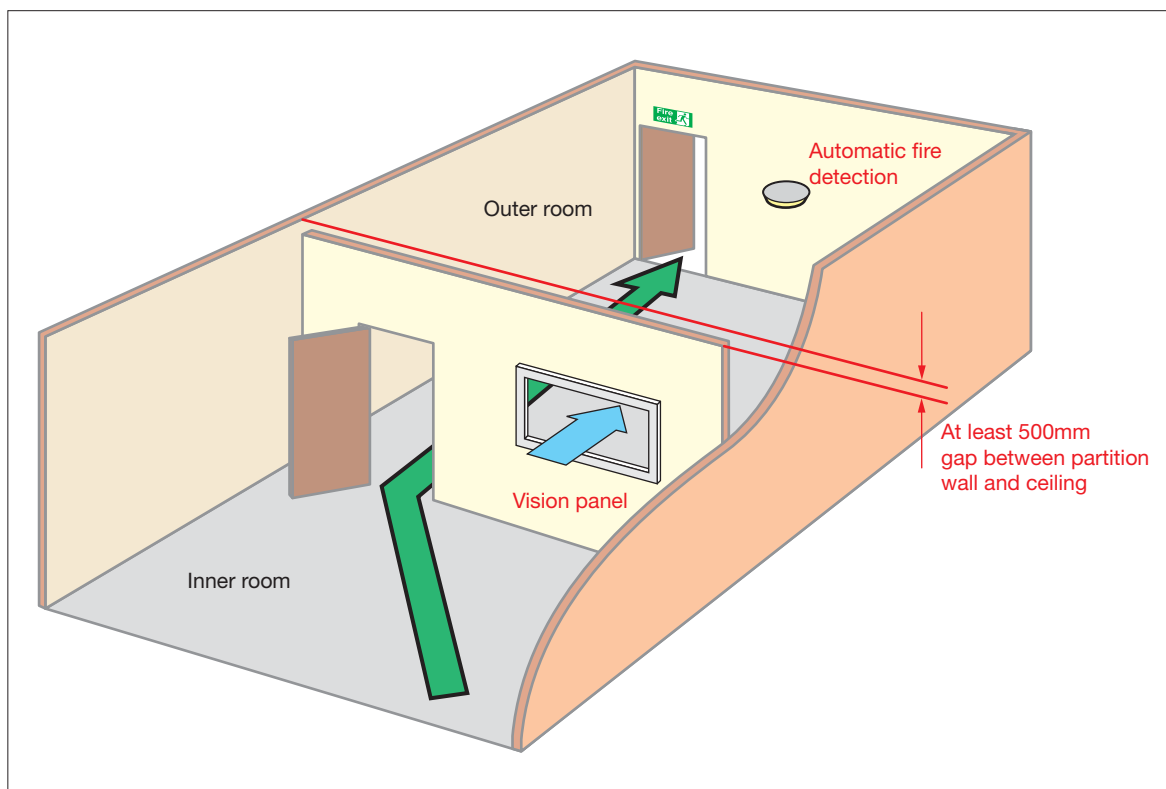 Fire
exit
Automatic fire
detection
Outer room
At least 500mm
gap between partition
wall and ceiling
Vision panel
Inner room